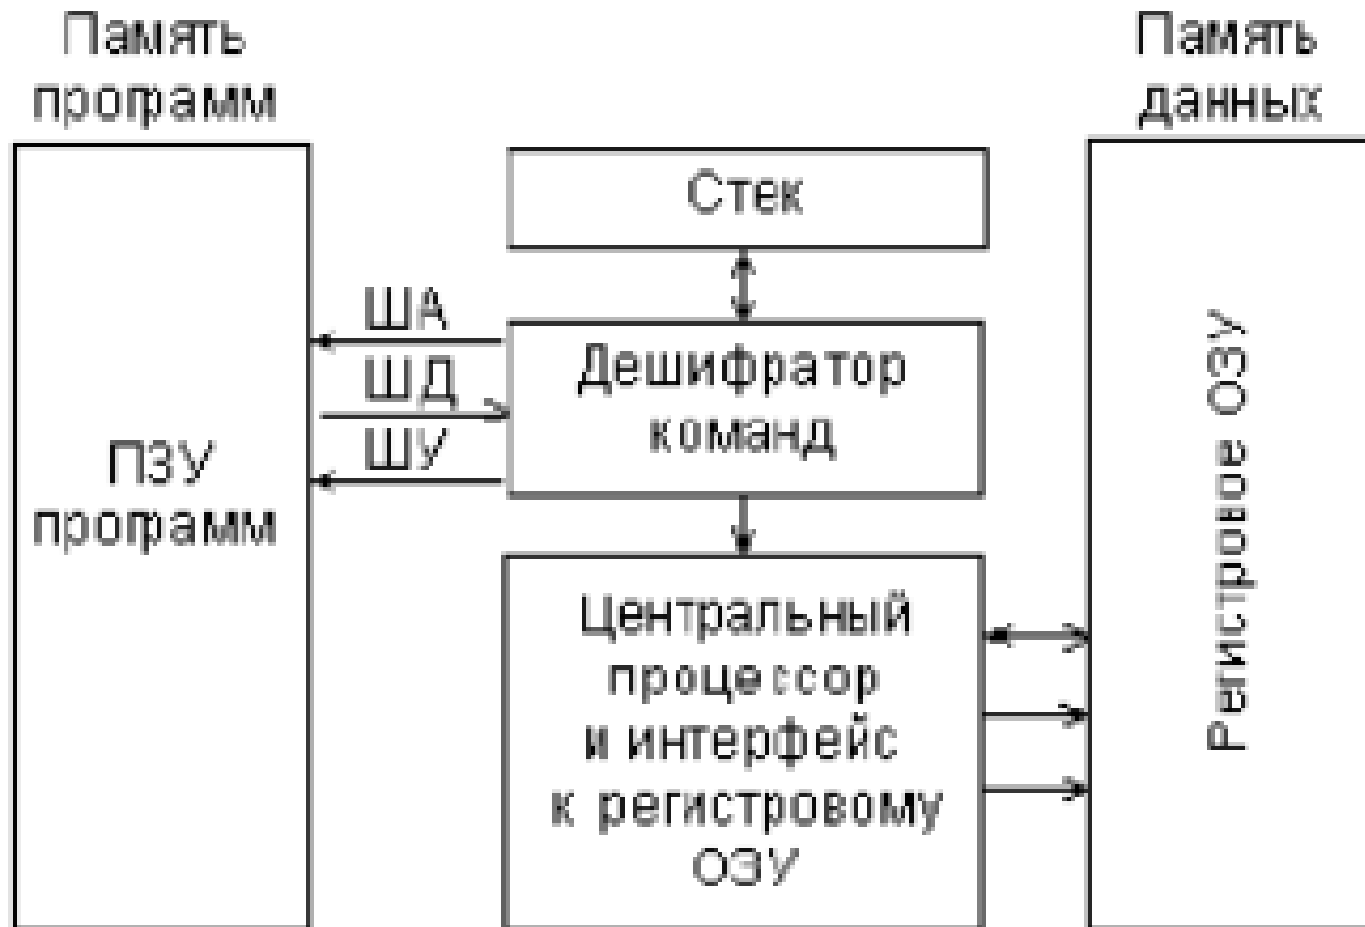 Память
программ
Память
данных
Стек
ША
ШД
ШУ
Дешифратор
команд
ПЗУ
программ
Центральный
процессор
и интерфейс
к регистровому
ОЗУ
Регистровое ОЗУ